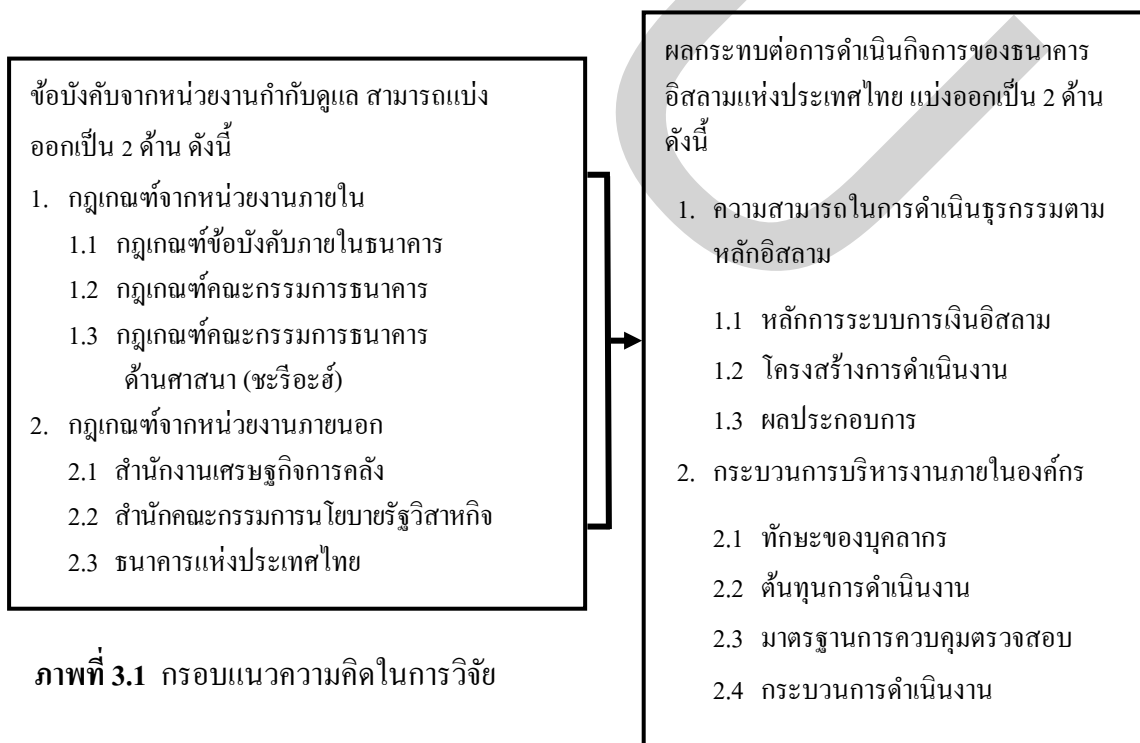 ข้อบังคับจากหน่วยงานกำกับดูแล สามารถแบ่ง
ออกเป็น 2 ด้าน ดังนี้
1. กฎเกณฑ์จากหน่วยงานภายใน
1.1 กฎเกณฑ์ข้อบังคับภายในธนาคาร
1.2 กฎเกณฑ์คณะกรรมการธนาคาร
1.3 กฎเกณฑ์คณะกรรมการธนาคาร
ด้านศาสนา (ชะรีอะฮ์)
2. กฎเกณฑ์จากหน่วยงานภายนอก
2.1 สำนักงานเศรษฐกิจการคลัง
2.2 สำนักคณะกรรมการนโยบายรัฐวิสาหกิจ
2.3 ธนาคารแห่งประเทศไทย
ผลกระทบต่อการดำเนินกิจการของธนาคาร
อิสลามแห่งประเทศไทย แบ่งออกเป็น 2 ด้าน
ดังนี้
1. ความสามารถในการดำเนินธุรกรรมตาม
หลักอิสลาม
1.1 หลักการระบบการเงินอิสลาม
1.2 โครงสร้างการดำเนินงาน
1.3 ผลประกอบการ
2. กระบวนการบริหารงานภายในองค์กร
2.1 ทักษะของบุคลากร
2.2 ต้นทุนการดำเนินงาน
2.3 มาตรฐานการควบคุมตรวจสอบ
2.4 กระบวนการดำเนินงาน
ภาพที่ 3.1 กรอบแนวความคิดในการวิจัย